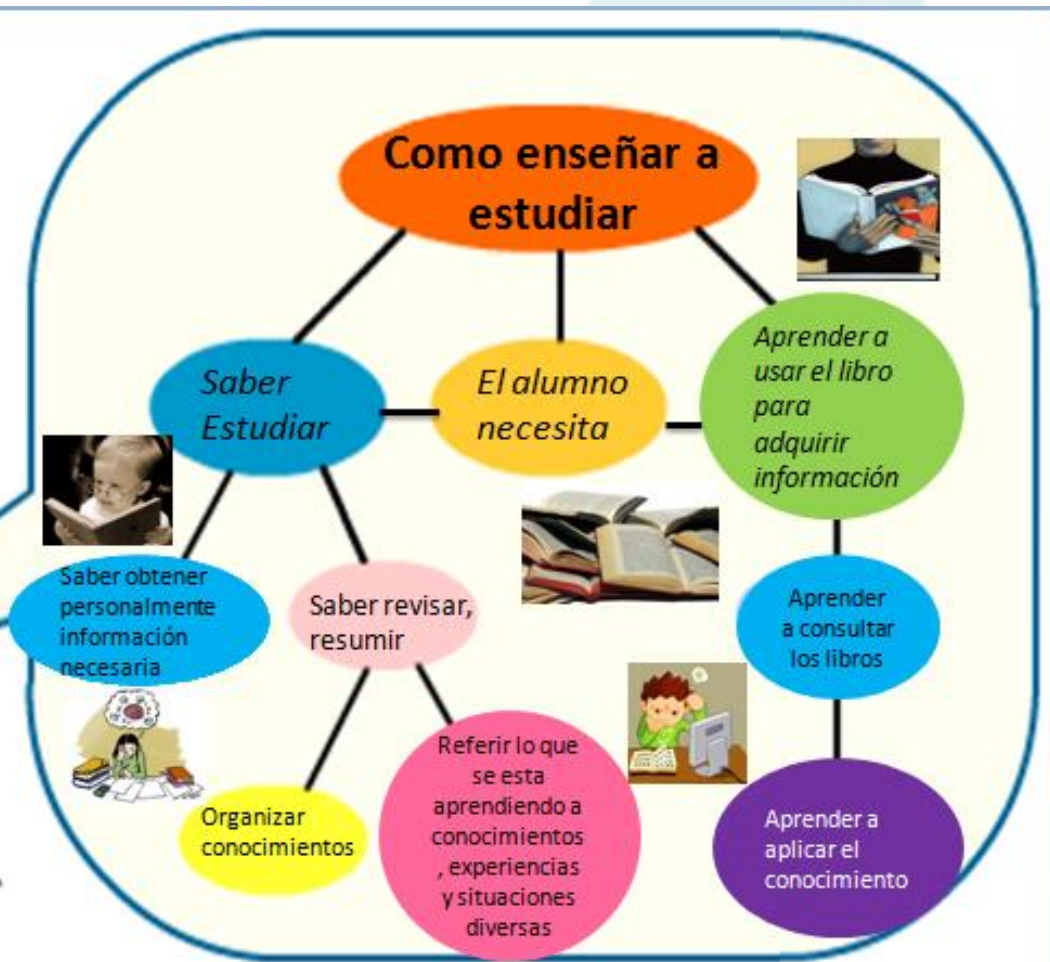 Como enseñar a
estudiar
Saber
Estudiar
El alumno
necesita
Aprender a
usar el libro
para
adquirir
información
Saber obtener
personalmente
información
necesaria
Saber revisar,
resumir
Aprender
a consultar
los libros
Organizar
conocimientos
Referir lo que
se esta
aprendiendo a
conocimientos
, experiencias
y situaciones
diversas
Aprender a
aplicar el
conocimiento